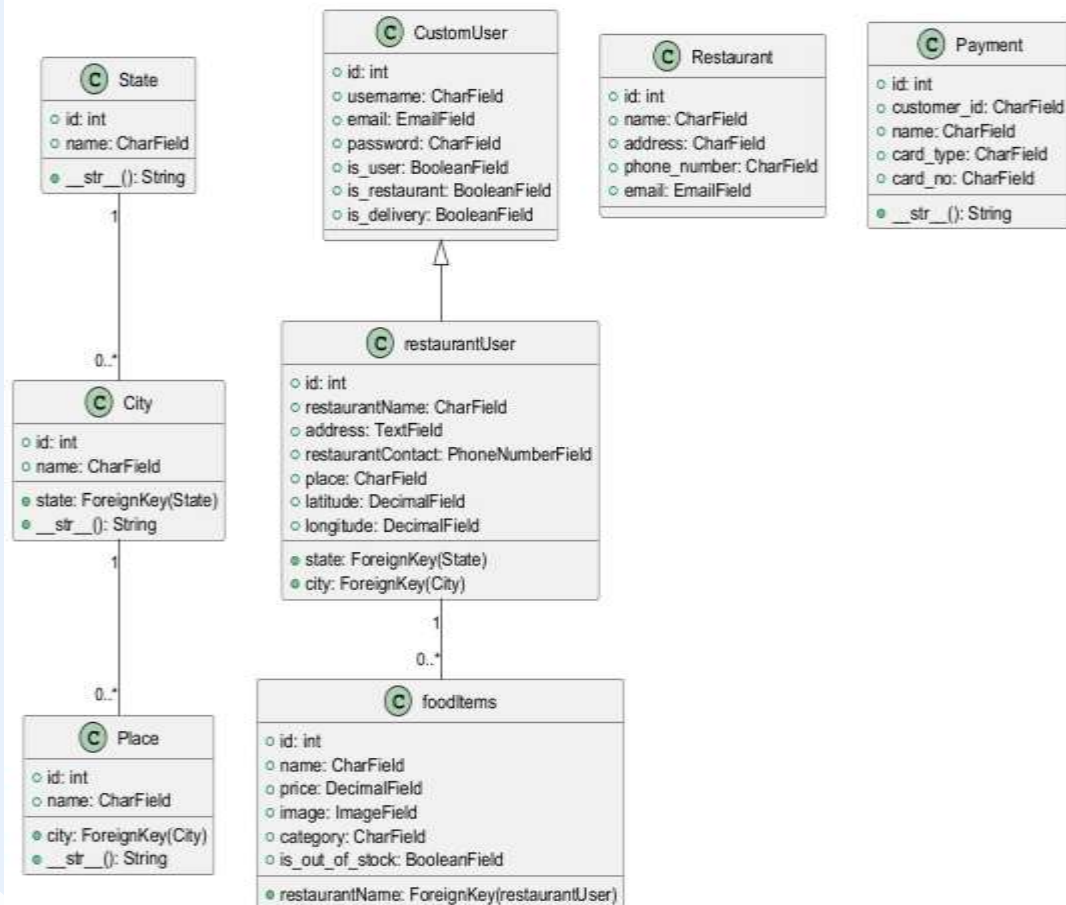 C State
id: int
name: CharField
__str__(): String
1
0..*
C City
id: int
name: CharField
state: ForeignKey(State)
__str__(): String
1
0..*
C Place
id: int
name: CharField
city: ForeignKey(City)
__str__(): String
C CustomUser
id: int
username: CharField
email: EmailField
password: CharField
is_user: BooleanField
is_restaurant: BooleanField
is_delivery: BooleanField
C restaurantUser
id: int
restaurantName: CharField
address: TextField
restaurantContact: PhoneNumberField
place: CharField
latitude: DecimalField
longitude: DecimalField
state: ForeignKey(State)
city: ForeignKey(City)
1
0..*
C foodItems
id: int
name: CharField
price: DecimalField
image: ImageField
category: CharField
is_out_of_stock: BooleanField
restaurantName: ForeignKey(restaurantUser)
C Restaurant
id: int
name: CharField
address: CharField
phone_number: CharField
email: EmailField
C Payment
id: int
customer_id: CharField
name: CharField
card_type: CharField
card_no: CharField
__str__(): String